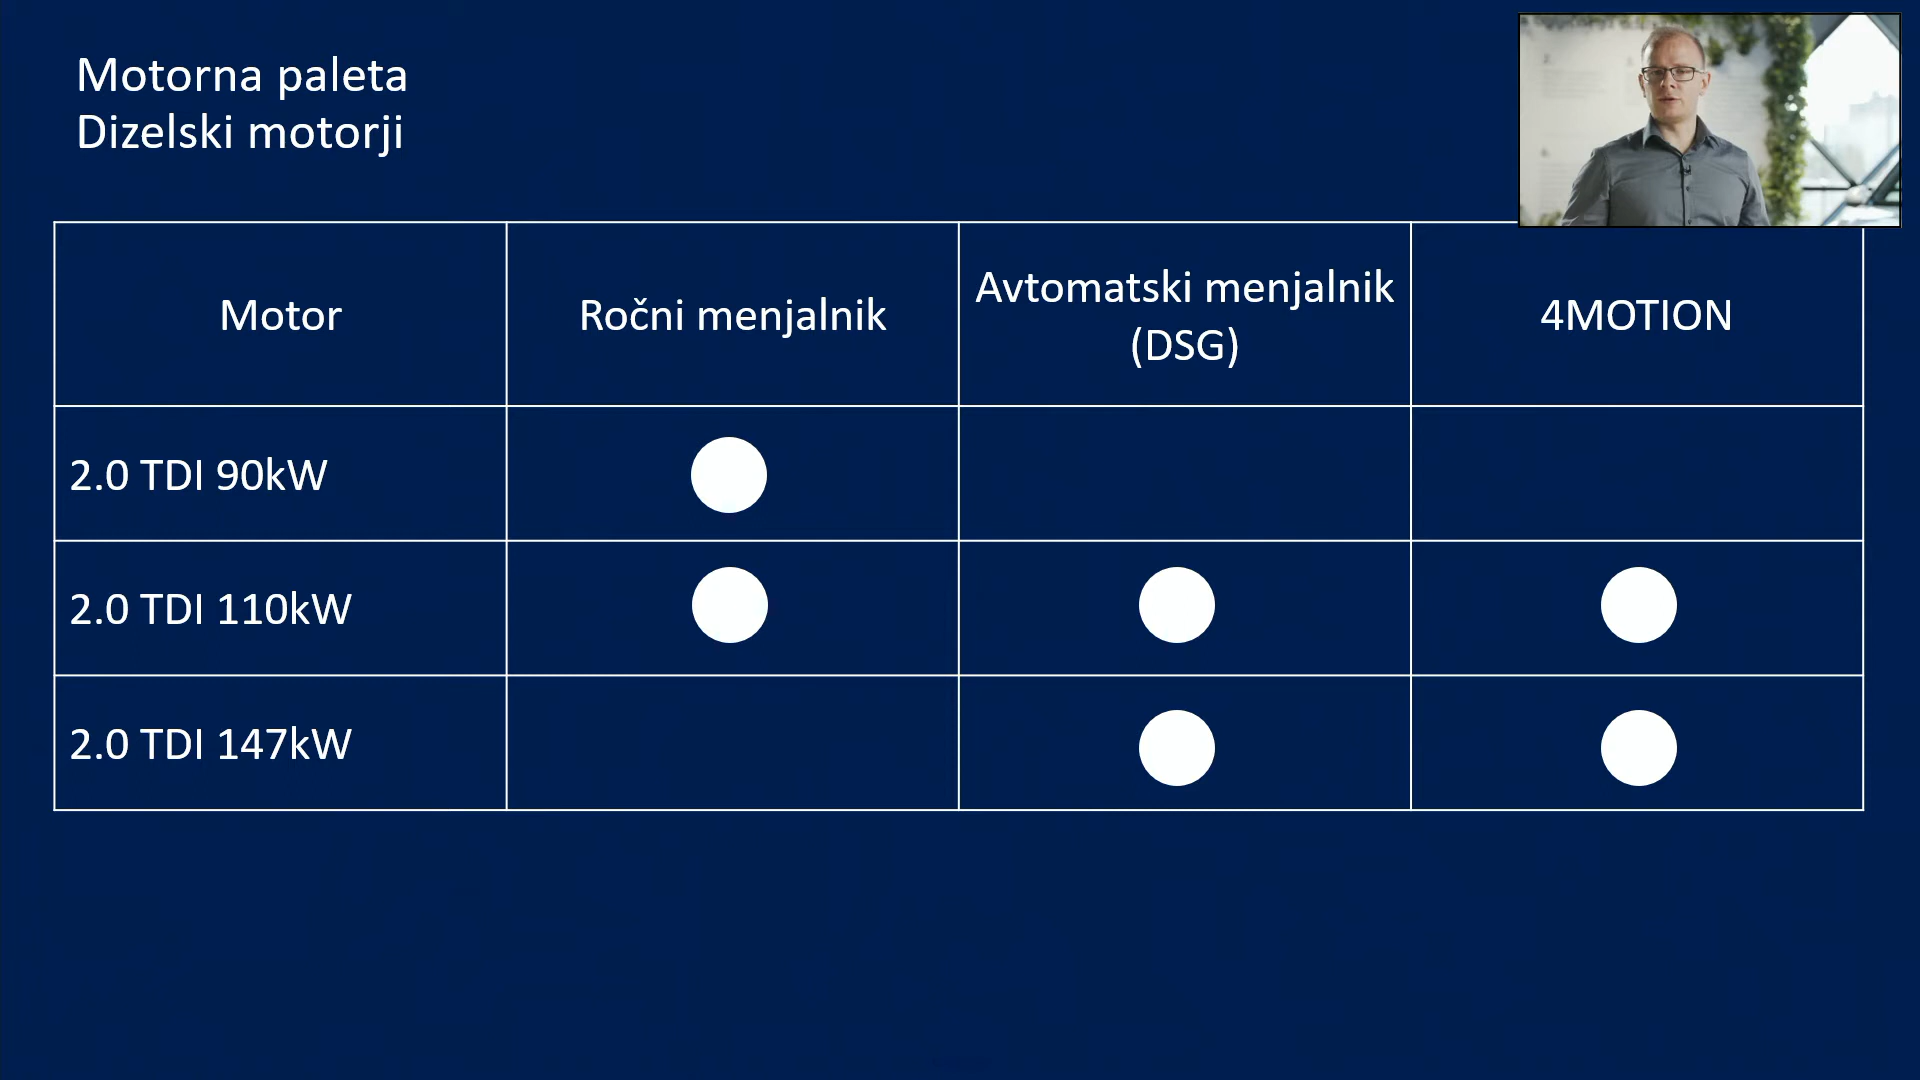 Motorna paleta
Dizelski motorji
Motor
Ročni menjalnik
Avtomatski menjalnik
(DSG)
4MOTION
2.0 TDI 90kW
2.0 TDI 110kW
2.0 TDI 147kW